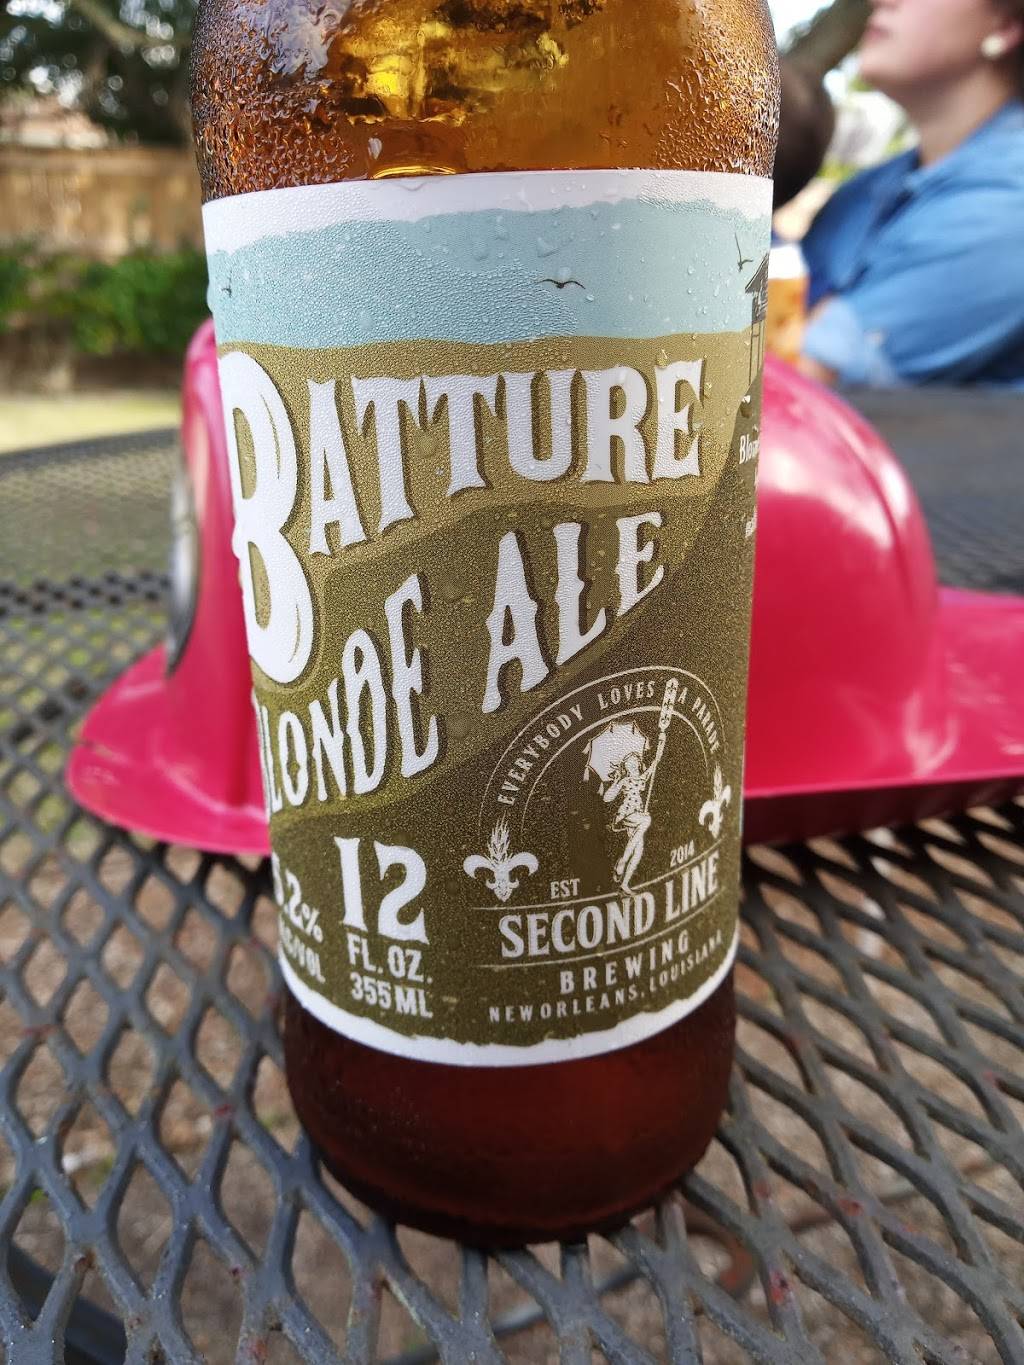 BATTURE
BLONDE ALE
EVERYBODY LOVES A PARADE
EST 2014
SECOND LINE
BREWING
NEW ORLEANS, LOUISIANA
.2%
12
FL. OZ.
355 ML